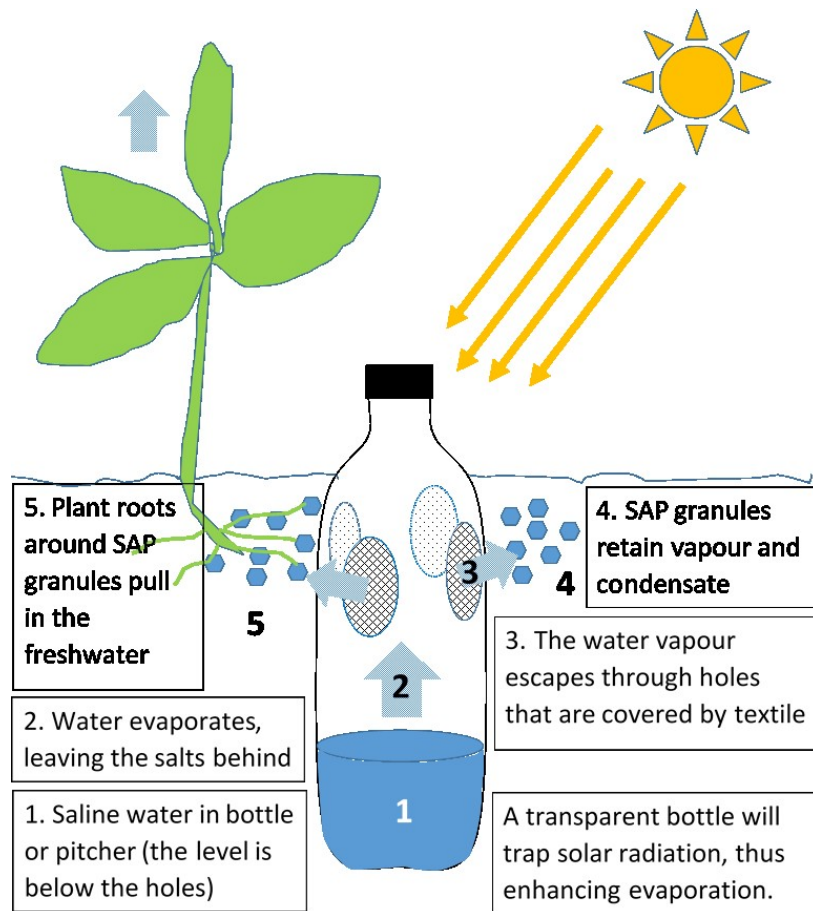 5. Plant roots
around SAP
granules pull
in the
freshwater
5
2. Water evaporates,
leaving the salts behind
1. Saline water in bottle
or pitcher (the level is
below the holes)
2
1
3
4
4. SAP granules
retain vapour and
condensate
3. The water vapour
escapes through holes
that are covered by textile
A transparent bottle will
trap solar radiation, thus
enhancing evaporation.